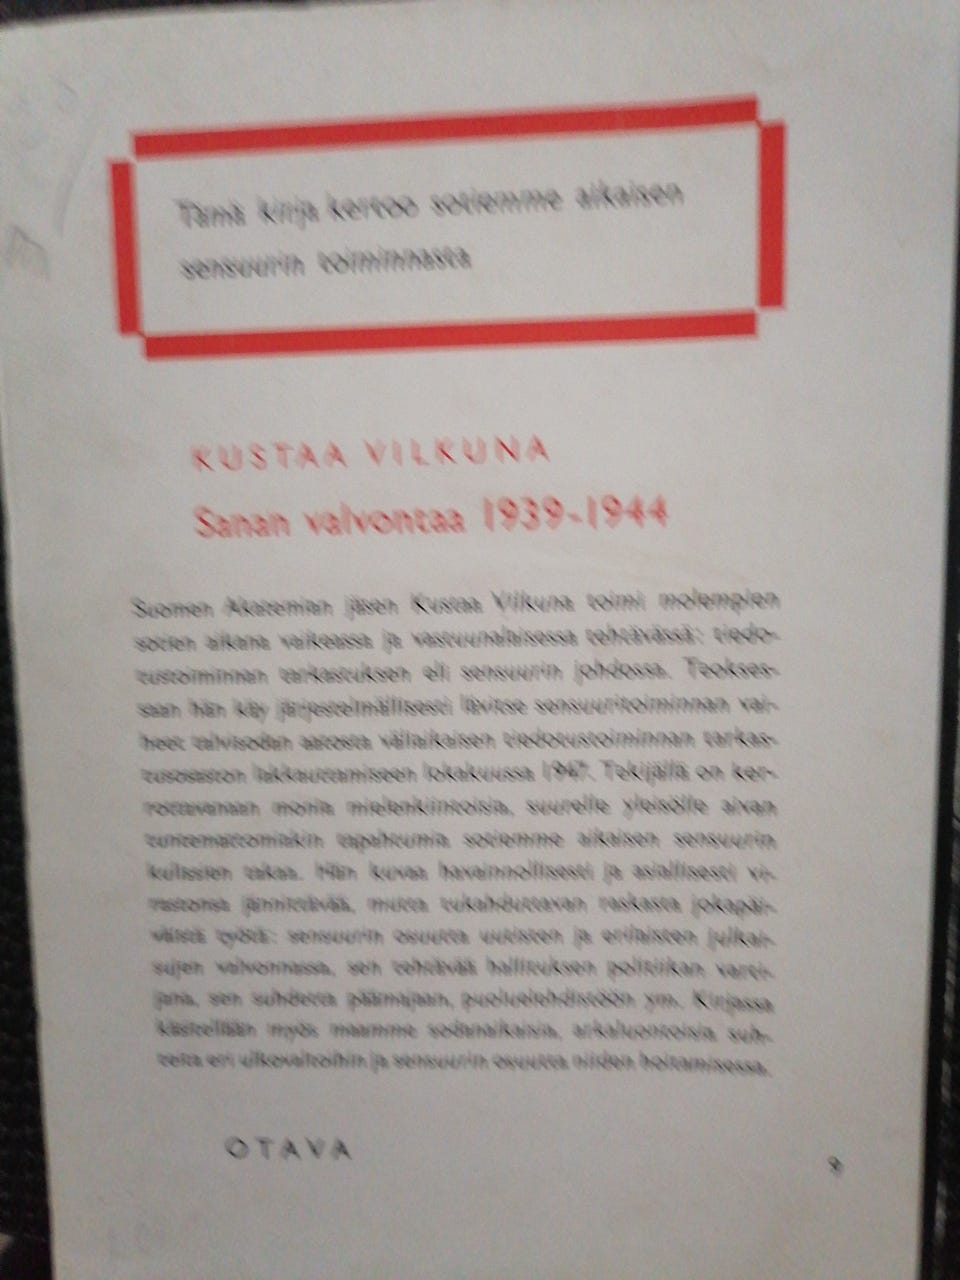 Tämä kirja kertoo sotiemme aikaisen
sensuurin toiminnasta
KUSTAA VILKUNA
Sanan valvontaa 1939-1944
Suomen Akatemian jäsen Kustaa Vilkuna toimi molempien
sotien aikana vaikeassa ja vastuunalaisessa tehtävässä: tiedo-
tustoiminnan tarkastuksen eli sensuurin johdossa. Teokses-
saan hän käy järjestelmällisesti lävitse sensuuritoiminnan vai-
heet talvisodan aatosta väliaikaisen tiedotustoiminnan tarkas-
tusosaston lakkauttamiseen lokakuussa 1947. Tekijällä on ker-
rottavanaan monia mielenkiintoisia, suurelle yleisölle aivan
tuntemattomiakin tapahtumia sotiemme aikaisen sensuurin
kulissien takaa. Hän kuvaa havainnollisesti ja asiallisesti vi-
rastonsa jännittävää, mutta tukahduttavan raskasta jokapäi-
väistä työtä: sensuurin osuutta uutisten ja erilaisten julkai-
sujen valvonnassa, sen tehtävää hallituksen politiikan varti-
jana, sen suhdetta päämajaan, puoluelehdistöön ym. Kirjassa
käsitellään myös maamme sodanaikaisia, arkaluontoisia suh-
teita eri ulkovaltoihin ja sensuurin osuutta niiden hoitamisessa.
OTAVA